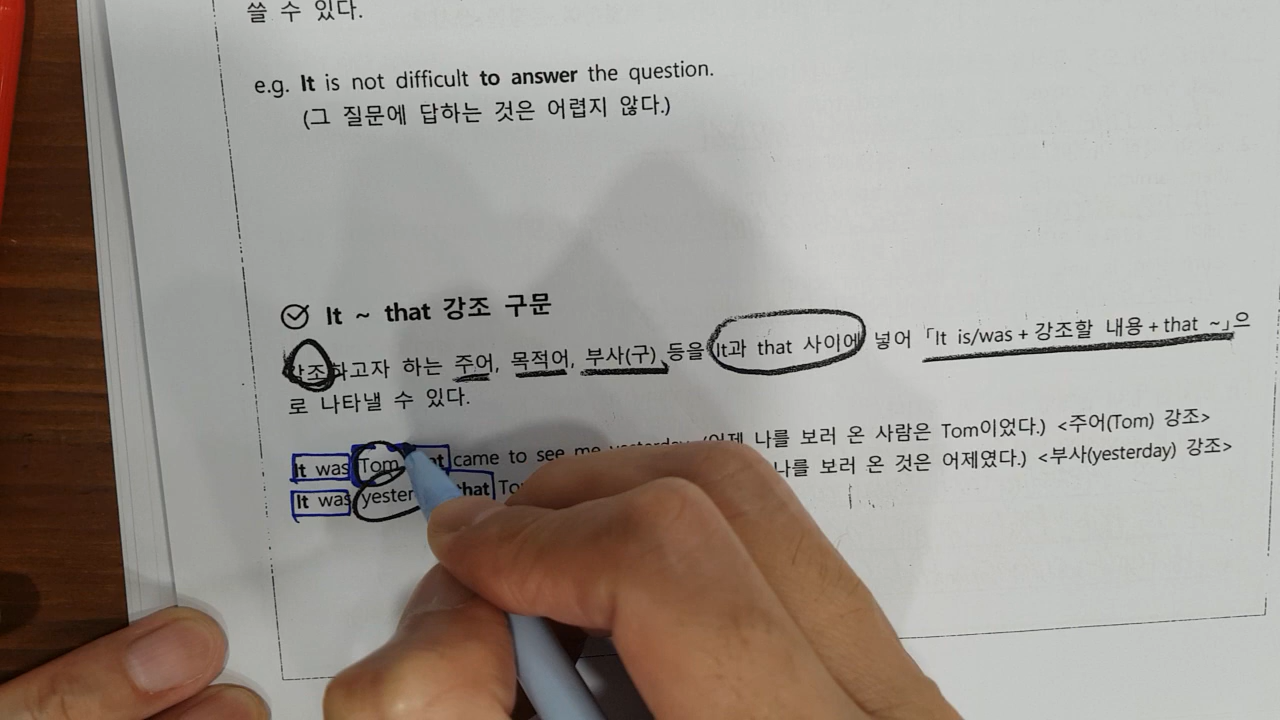 쓸 수 있다.
e.g. It is not difficult to answer the question.
(그 질문에 답하는 것은 어렵지 않다.)
It ~ that 강조 구문
강조하고자 하는 주어, 목적어, 부사(구) 등을 It과 that 사이에 넣어 「It is/was + 강조할 내용 + that ~」으
로 나타낼 수 있다.
It was Tom came to see me yesterday. (어제 나를 보러 온 사람은 Tom이었다.) <주어(Tom) 강조>
It was that 나를 보러 온 것은 어제였다.) <부사(yesterday) 강조>